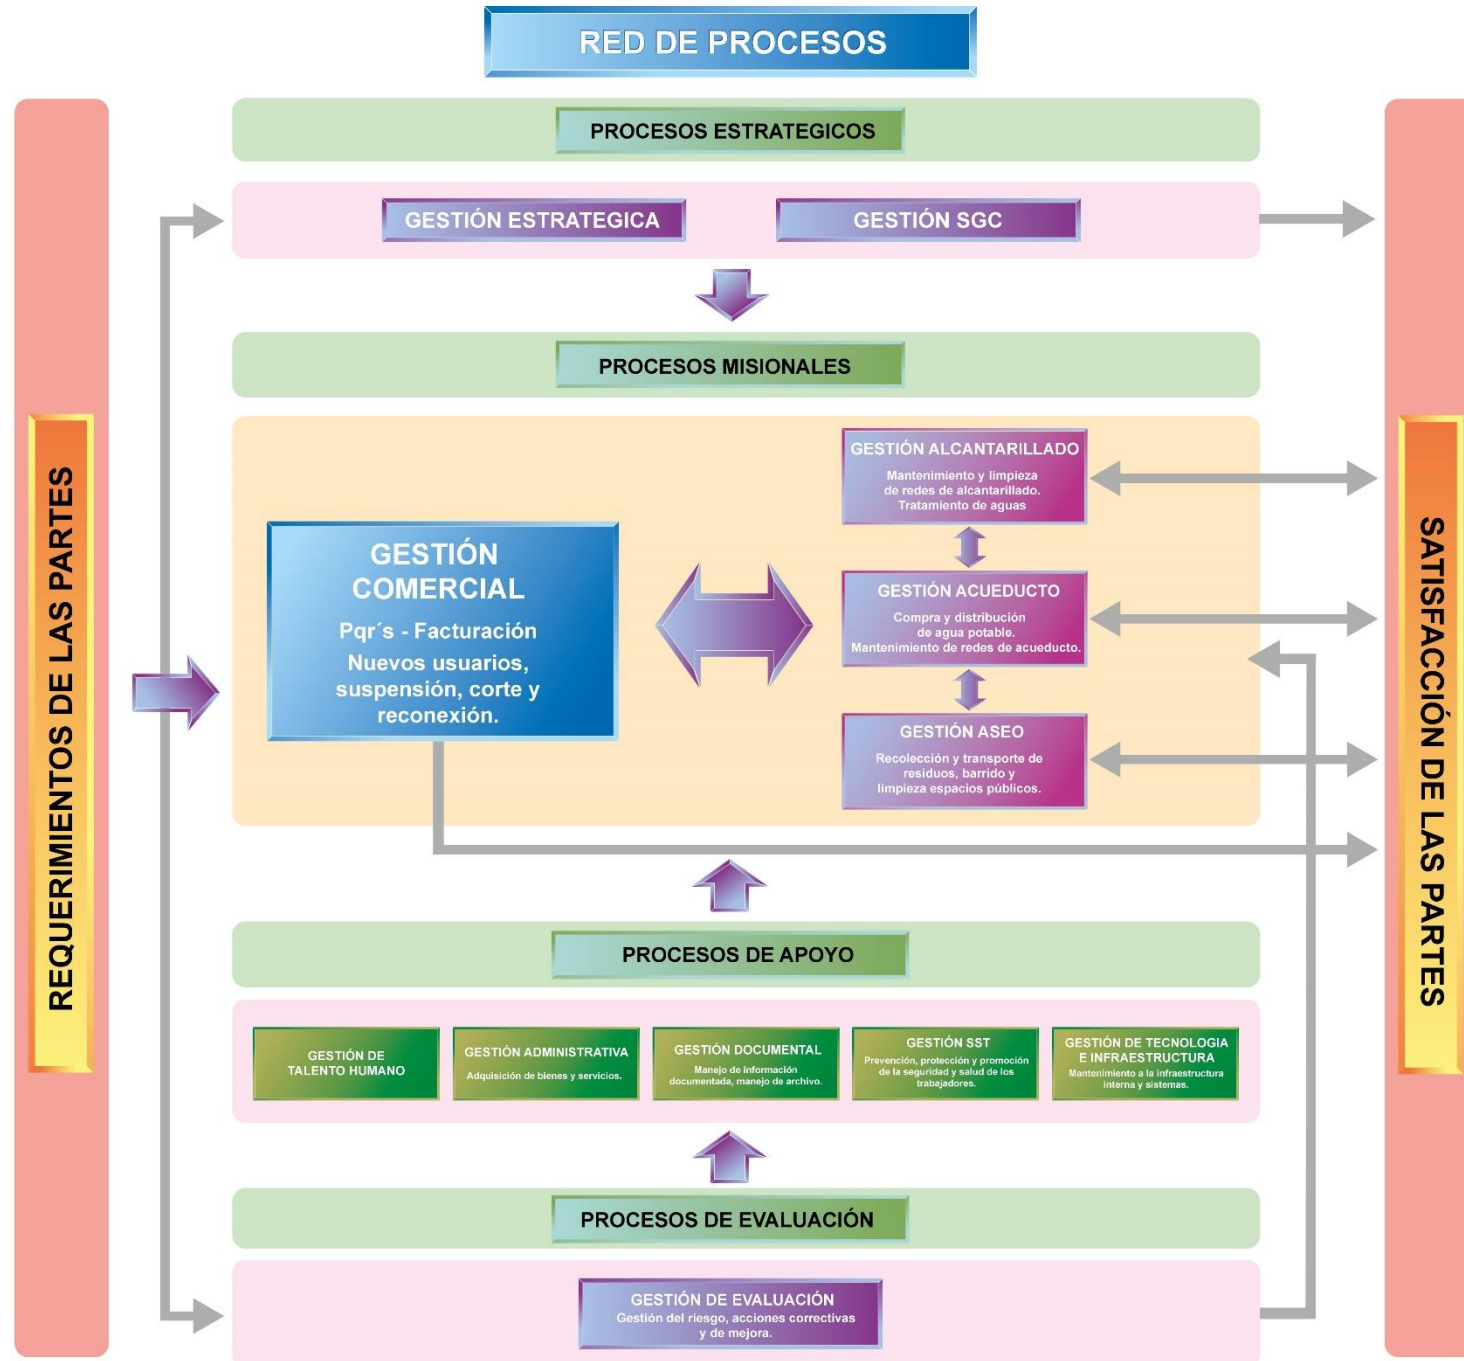 RED DE PROCESOS
PROCESOS ESTRATEGICOS
GESTIÓN ESTRATEGICA
GESTIÓN SGC
PROCESOS MISIONALES
REQUERIMIENTOS DE LAS PARTES
GESTIÓN
COMERCIAL
Pqr´s - Facturación
Nuevos usuarios,
suspensión, corte y
reconexión.
GESTIÓN ALCANTARILLADO
Mantenimiento y limpieza
de redes de alcantarillado.
Tratamiento de aguas
GESTIÓN ACUEDUCTO
Compra y distribución
de agua potable.
Mantenimiento de redes de acueducto.
GESTIÓN ASEO
Recolección y transporte de
residuos, barrido y
limpieza espacios públicos.
SATISFACCIÓN DE LAS PARTES
PROCESOS DE APOYO
GESTIÓN DE
TALENTO HUMANO
GESTIÓN ADMINISTRATIVA
Adquisición de bienes y servicios.
GESTIÓN DOCUMENTAL
Manejo de información
documentada, manejo de archivo.
GESTIÓN SST
Prevención, protección y promoción
de la seguridad y salud de los
trabajadores.
GESTIÓN DE TECNOLOGIA
E INFRAESTRUCTURA
Mantenimiento a la infraestructura
interna y sistemas.
PROCESOS DE EVALUACIÓN
GESTIÓN DE EVALUACIÓN
Gestión del riesgo, acciones correctivas
y de mejora.